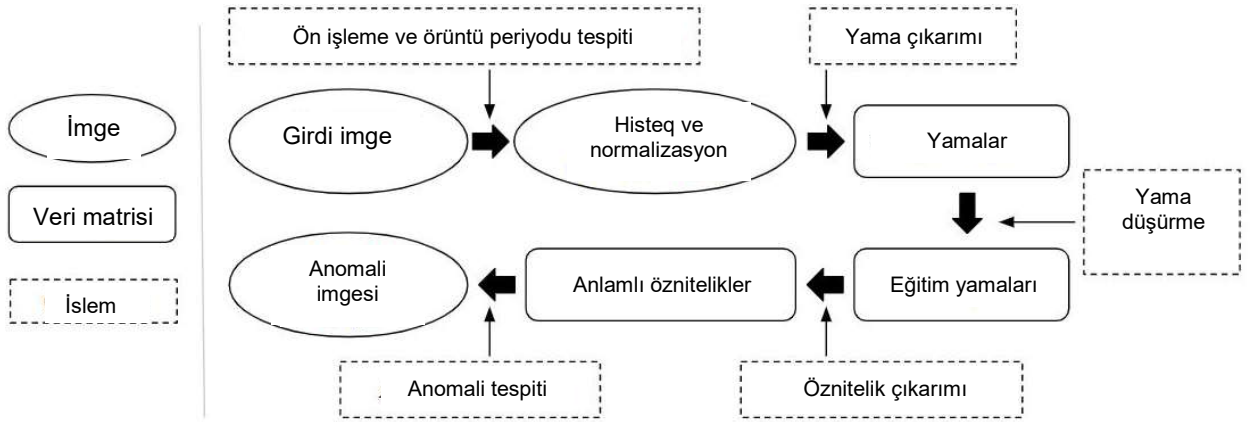 Ön işleme ve örüntü periyodu tespiti
Yama çıkarımı
İmge
Girdi imge
Histeq ve
normalizasyon
Yamalar
Veri matrisi
Yama
düşürme
İslem
Anomali
imgesi
Anlamlı öznitelikler
Eğitim yamaları
Anomali tespiti
Öznitelik çıkarımı